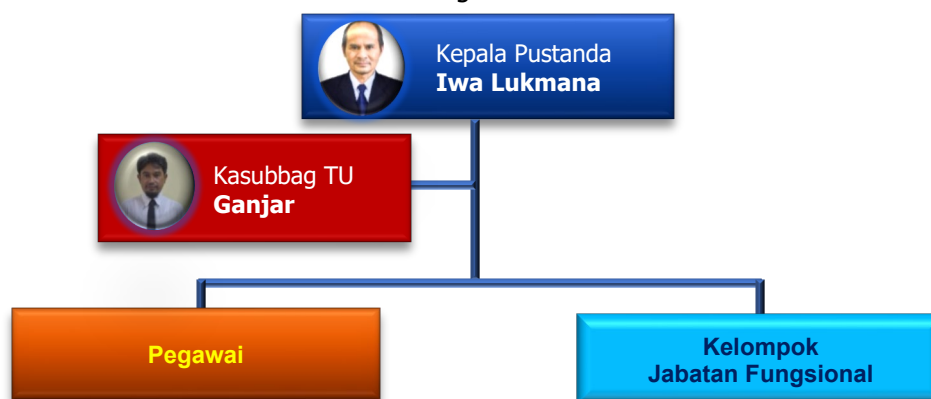 Kepala Pustanda
Iwa Lukmana
Kasubbag TU
Ganjar
Pegawai
Kelompok
Jabatan Fungsional